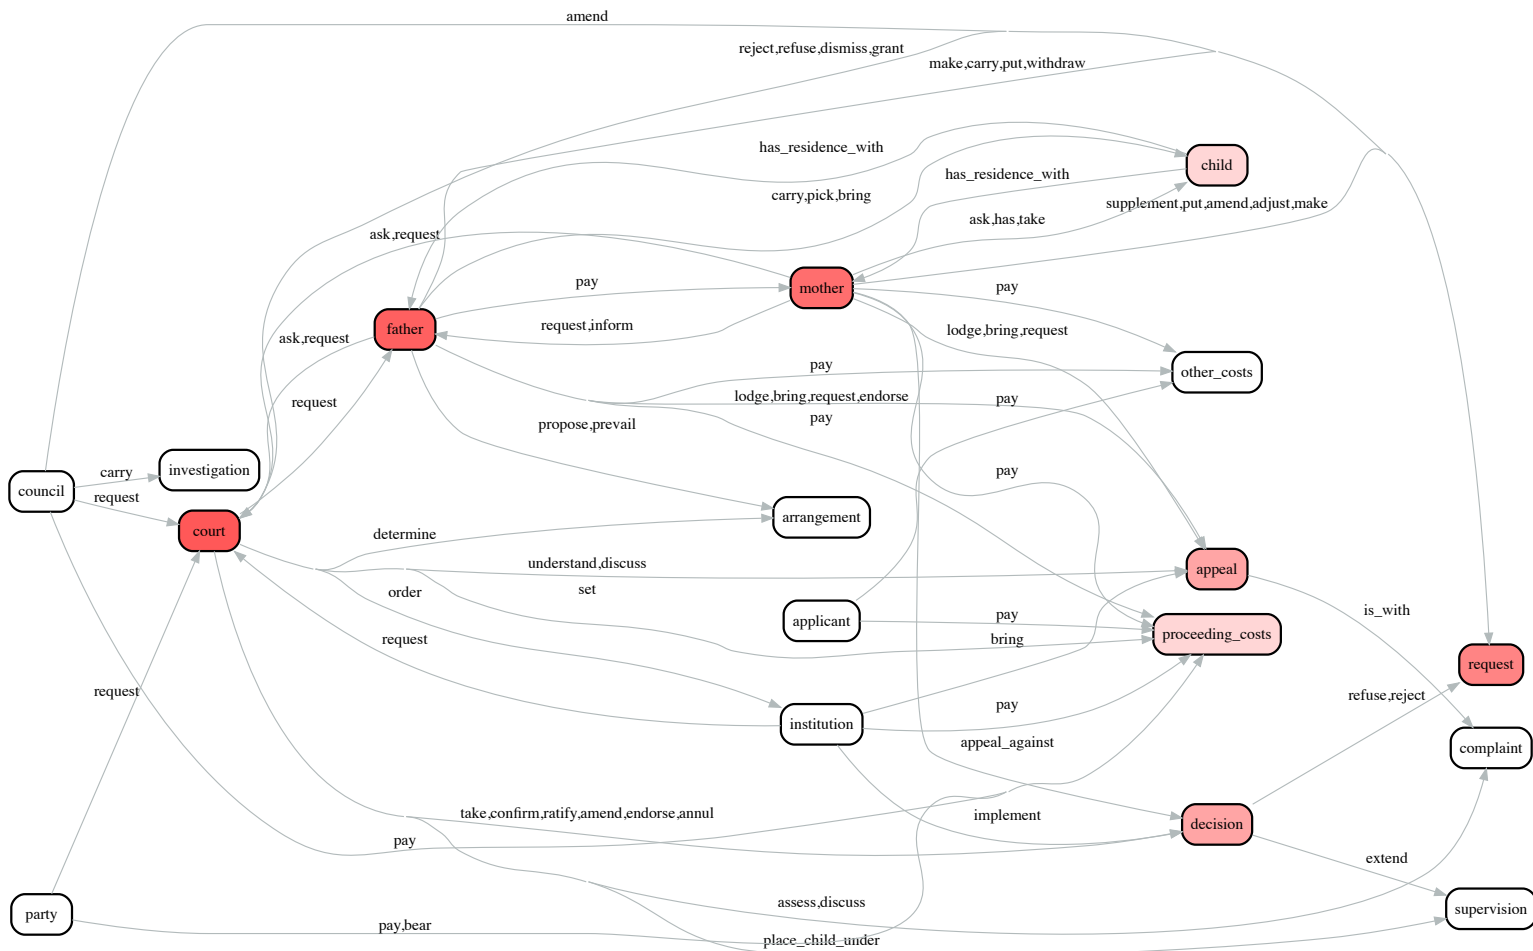 amend
reject,refuse,dismiss,grant
make,carry,put,withdraw
has_residence_with
child
has_residence_with
carry,pick,bring
supplement,put,amend,adjust,make
ask,has,take
ask,request
pay
mother
pay
father
request,inform
lodge,bring,request
ask,request
pay
other_costs
request
lodge,bring,request,endorse
pay
pay
propose,prevail
carry
investigation
pay
council
request
arrangement
court
determine
understand,discuss
appeal
set
order
is_with
pay
applicant
bring
proceeding_costs
request
request
request
refuse,reject
pay
institution
appeal_against
complaint
take,confirm,ratify,amend,endorse,annul
implement
decision
pay
extend
assess,discuss
supervision
party
pay,bear
place_child_under